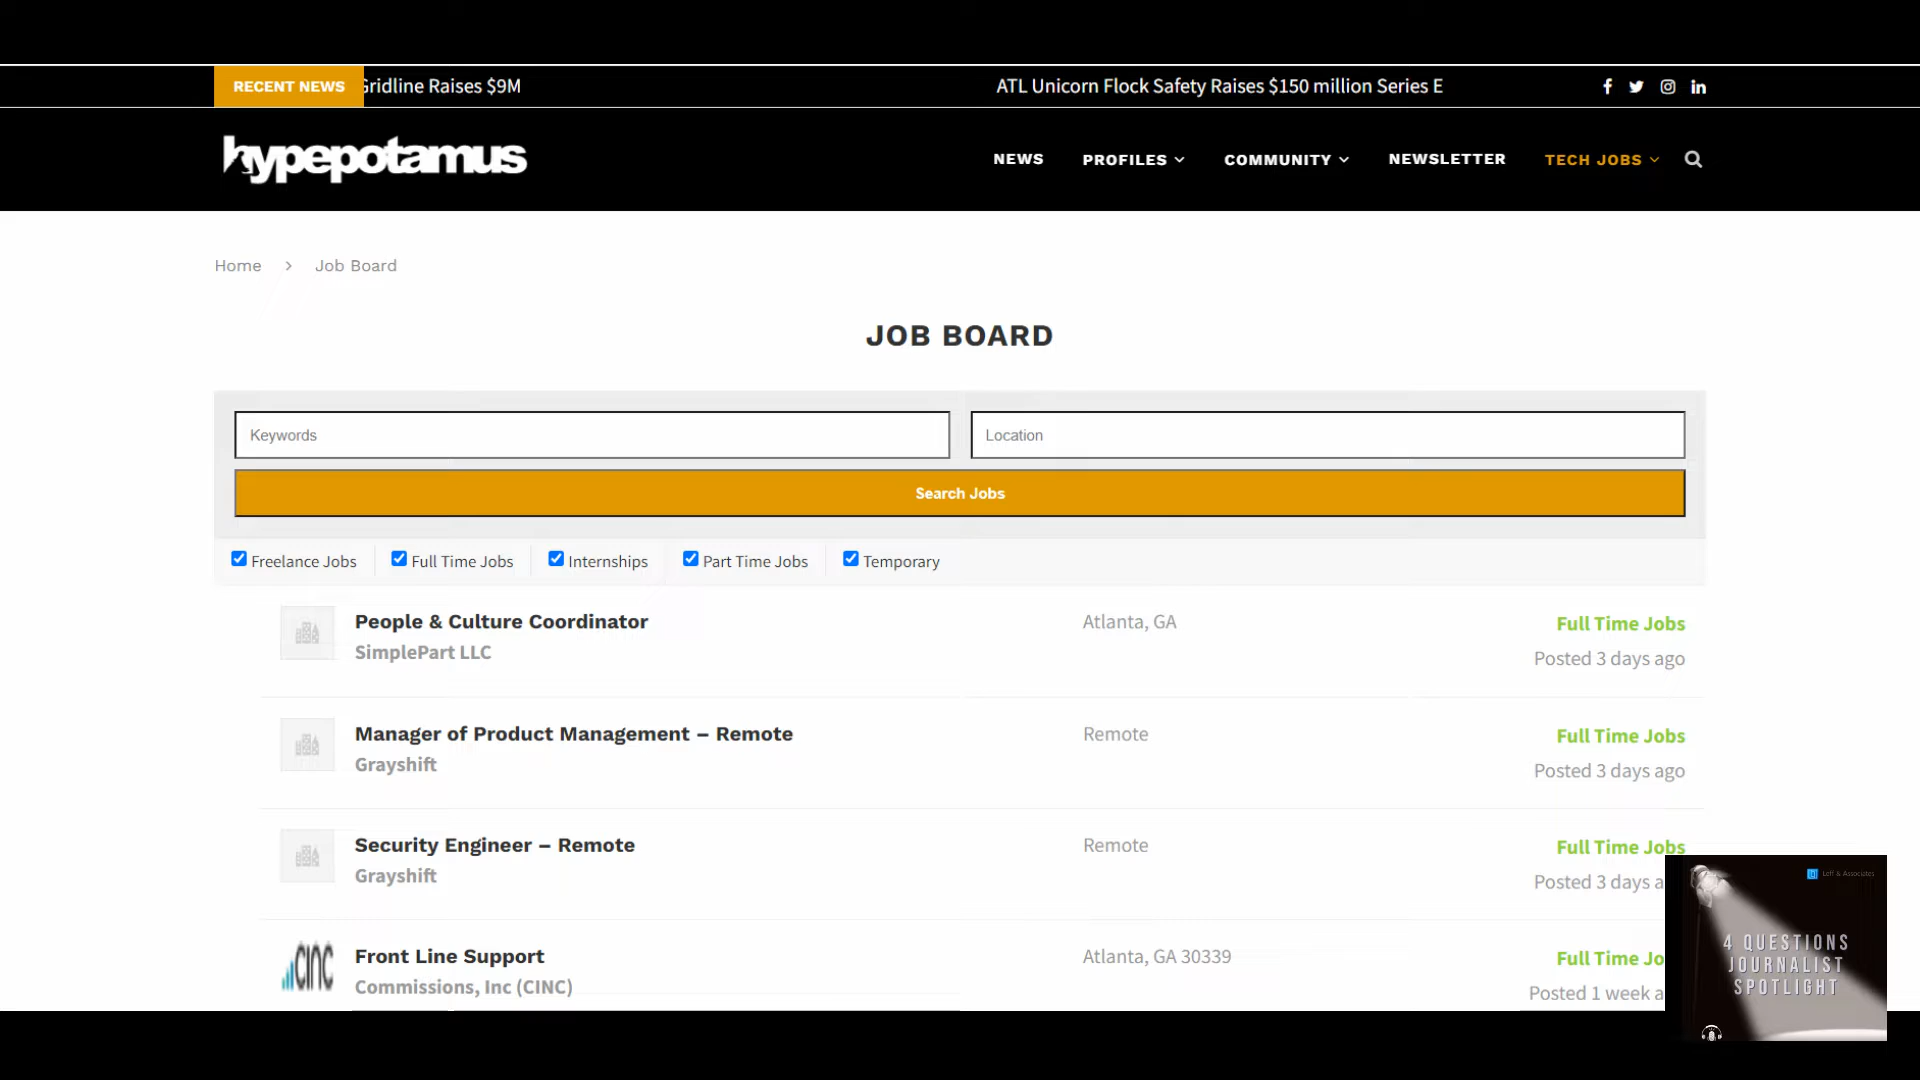 RECENT NEWS Gridline Raises $9M ATL Unicorn Flock Safety Raises $150 million Series E
hypepotamus NEWS PROFILES COMMUNITY NEWSLETTER TECH JOBS
Home > Job Board
JOB BOARD
Keywords Location
Search Jobs
Freelance Jobs Full Time Jobs Internships Part Time Jobs Temporary
People & Culture Coordinator Atlanta, GA Full Time Jobs
SimplePart LLC Posted 3 days ago
Manager of Product Management – Remote Remote Full Time Jobs
Grayshift Posted 3 days ago
Security Engineer – Remote Remote Full Time Jobs
Grayshift Posted 3 days a
Leff & Associates
CINC Front Line Support Atlanta, GA 30339 Full Time Jo
Commissions, Inc (CINC) Posted 1 week a
4 QUESTIONS
JOURNALIST
SPOTLIGHT